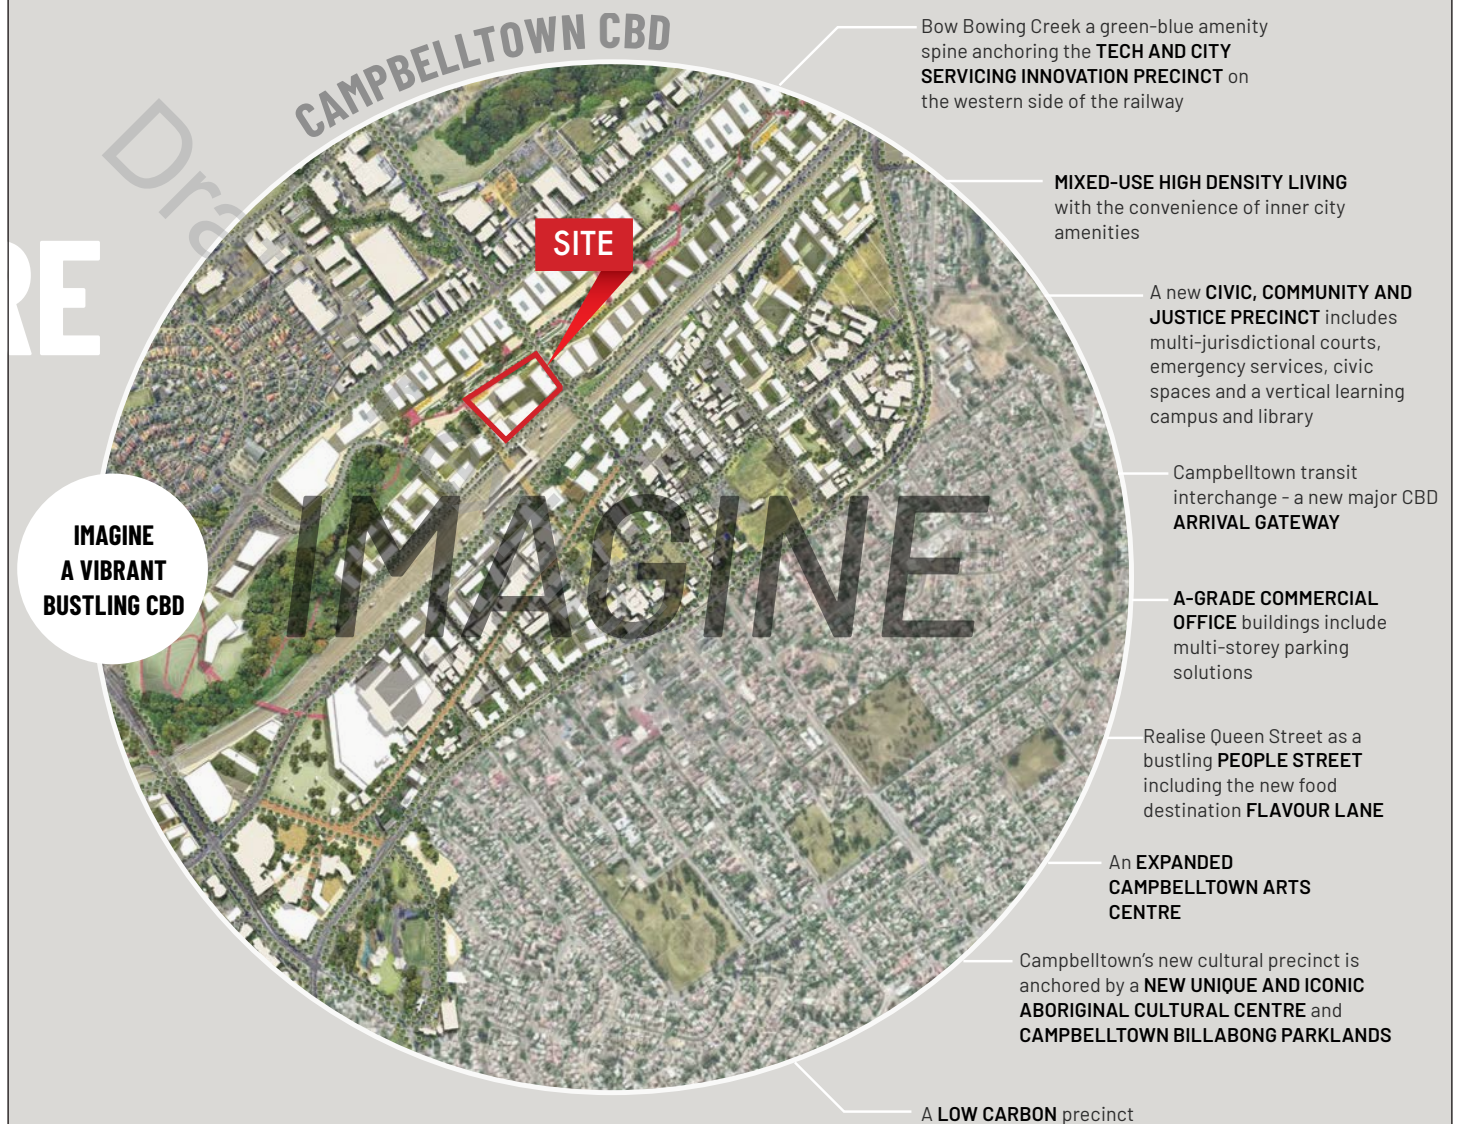 CAMPBELLTOWN CBD
Dra
RE
SITE
IMAGINE
A VIBRANT
BUSTLING CBD
IMAGINE
Bow Bowing Creek a green-blue amenity
spine anchoring the TECH AND CITY
SERVICING INNOVATION PRECINCT on
the western side of the railway
MIXED-USE HIGH DENSITY LIVING
with the convenience of inner city
amenities
A new CIVIC, COMMUNITY AND
JUSTICE PRECINCT includes
multi-jurisdictional courts,
emergency services, civic
spaces and a vertical learning
campus and library
Campbelltown transit
interchange - a new major CBD
ARRIVAL GATEWAY
A-GRADE COMMERCIAL
OFFICE buildings include
multi-storey parking
solutions
Realise Queen Street as a
bustling PEOPLE STREET
including the new food
destination FLAVOUR LANE
An EXPANDED
CAMPBELLTOWN ARTS
CENTRE
Campbelltown's new cultural precinct is
anchored by a NEW UNIQUE AND ICONIC
ABORIGINAL CULTURAL CENTRE and
CAMPBELLTOWN BILLABONG PARKLANDS
A LOW CARBON precinct